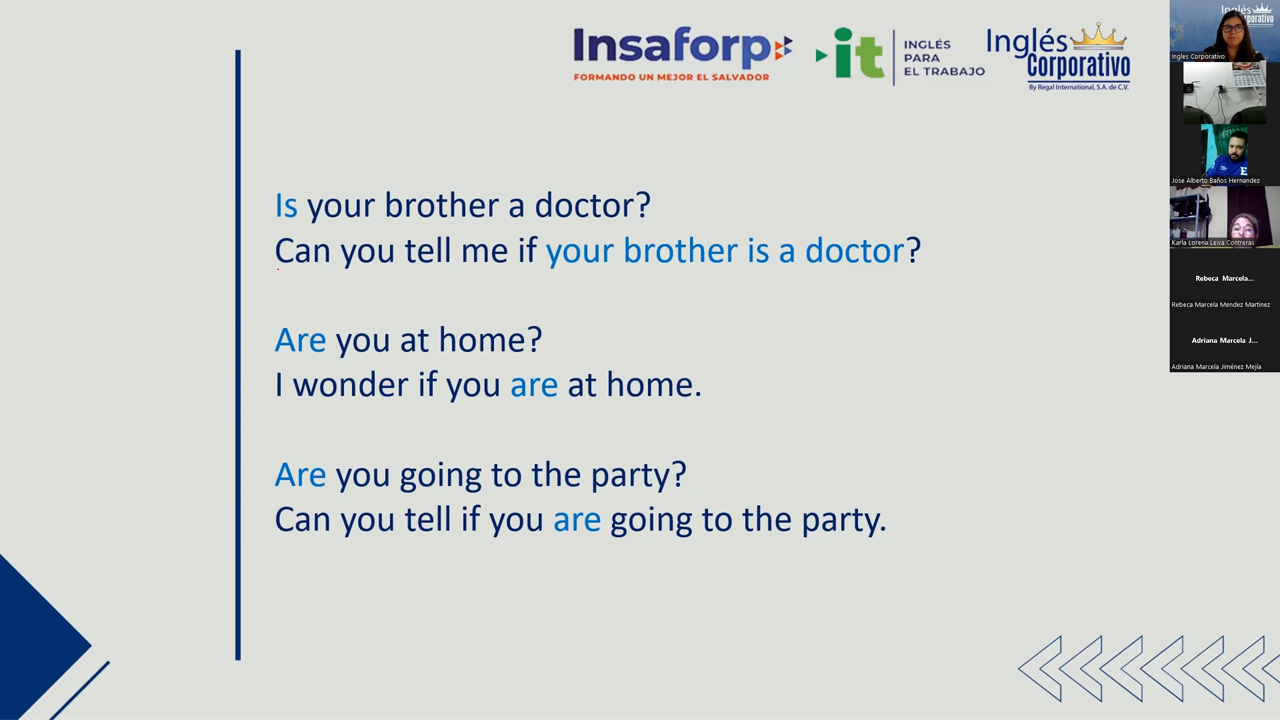 Insaforp
FORMANDO UN MEJOR EL SALVADOR
it
INGLÉS
PARA
EL TRABAJO
Inglés
Corporativo
By Regal International, S.A. de C.V.
Is your brother a doctor?
Can you tell me if your brother is a doctor?
Are you at home?
I wonder if you are at home.
Are you going to the party?
Can you tell if you are going to the party.
Inglés
Corporativo
Ingles Corporativo
Jose Alberto Baños Hernandez
Karla Lorena Leiva Contreras
Rebeca Marcela...
Rebeca Marcela Mendez Martinez
Adriana Marcela J...
Adriana Marcela Jiménez Mejía